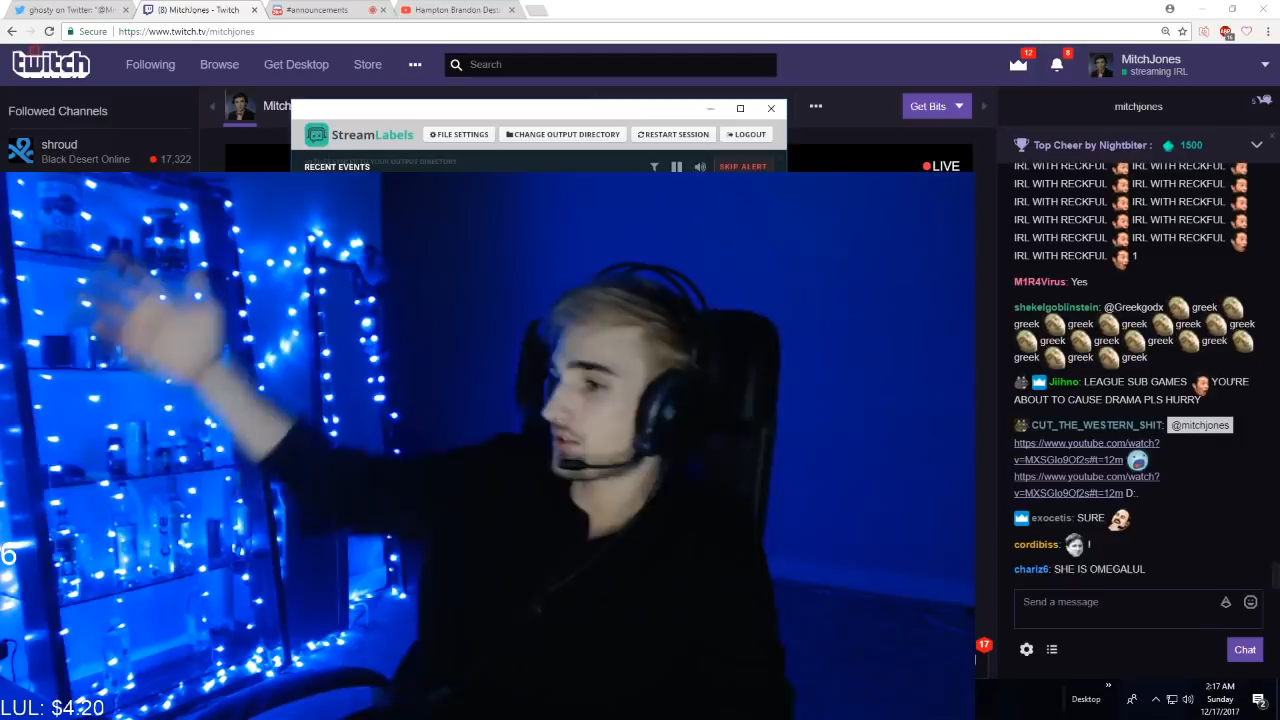 ghosty on Twitter: "@Mi
(8) MitchJones - Twitch
#announcements
Hampton Brandon Dest
Secure
https://www.twitch.tv/mitchjones
twitch
Following
Browse
Get Desktop
Store
Search
12
8
MitchJones
streaming IRL
Followed Channels
shroud
Black Desert Online
17,322
Mitch
Get Bits
mitchjones
StreamLabels
FILE SETTINGS
CHANGE OUTPUT DIRECTORY
RESTART SESSION
LOGOUT
RECENT EVENTS
SKIP ALERT
LIVE
Top Cheer by Nightbiter : 1500
IRL WITH RECKFUL IRL WITH RECKFUL
IRL WITH RECKFUL IRL WITH RECKFUL
IRL WITH RECKFUL IRL WITH RECKFUL
IRL WITH RECKFUL IRL WITH RECKFUL
IRL WITH RECKFUL IRL WITH RECKFUL
IRL WITH RECKFUL 1
M1R4Virus: Yes
shekelgoblinstein: @Greekgodx
greek greek greek greek greek
greek greek greek greek
greek greek greek
Jiihno: LEAGUE SUB GAMES YOU'RE
ABOUT TO CAUSE DRAMA PLS HURRY
CUT_THE_WESTERN_SHIT: @mitchjones
https://www.youtube.com/watch?
v=MXSGIo9Of2s#t=12m
https://www.youtube.com/watch?
v=MXSGIo9Of2s#t=12m D:.
exocetis: SURE
cordibiss: I
chariz6: SHE IS OMEGALUL
Send a message
17
Chat
6
LUL: $4.20
Desktop
2:17 AM
Sunday
12/17/2017
2